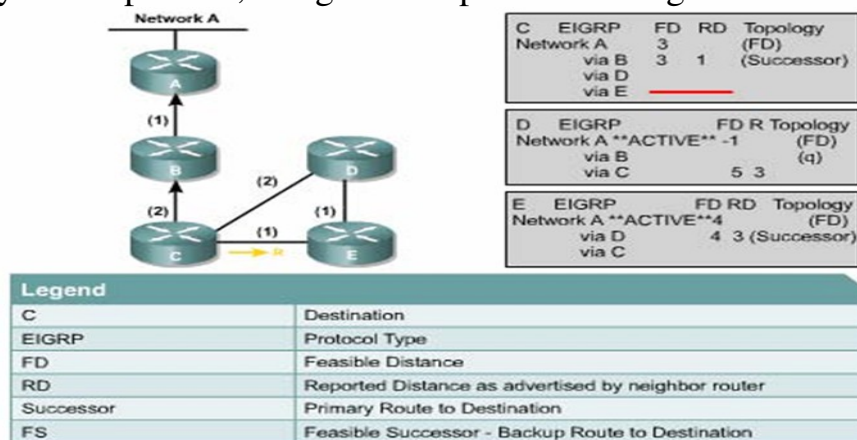 Network A
A
(1)
B
D
(2)
(2)
(1)
(1)
C
R
E
C EIGRP FD RD Topology
Network A 3 (FD)
via B 3 1 (Successor)
via D
via E
D EIGRP FD R Topology
Network A **ACTIVE** -1 (FD)
via B (q)
via C 5 3
E EIGRP FD RD Topology
Network A **ACTIVE**4 (FD)
via D 4 3 (Successor)
via C
Legend
C Destination
EIGRP Protocol Type
FD Feasible Distance
RD Reported Distance as advertised by neighbor router
Successor Primary Route to Destination
FS Feasible Successor - Backup Route to Destination